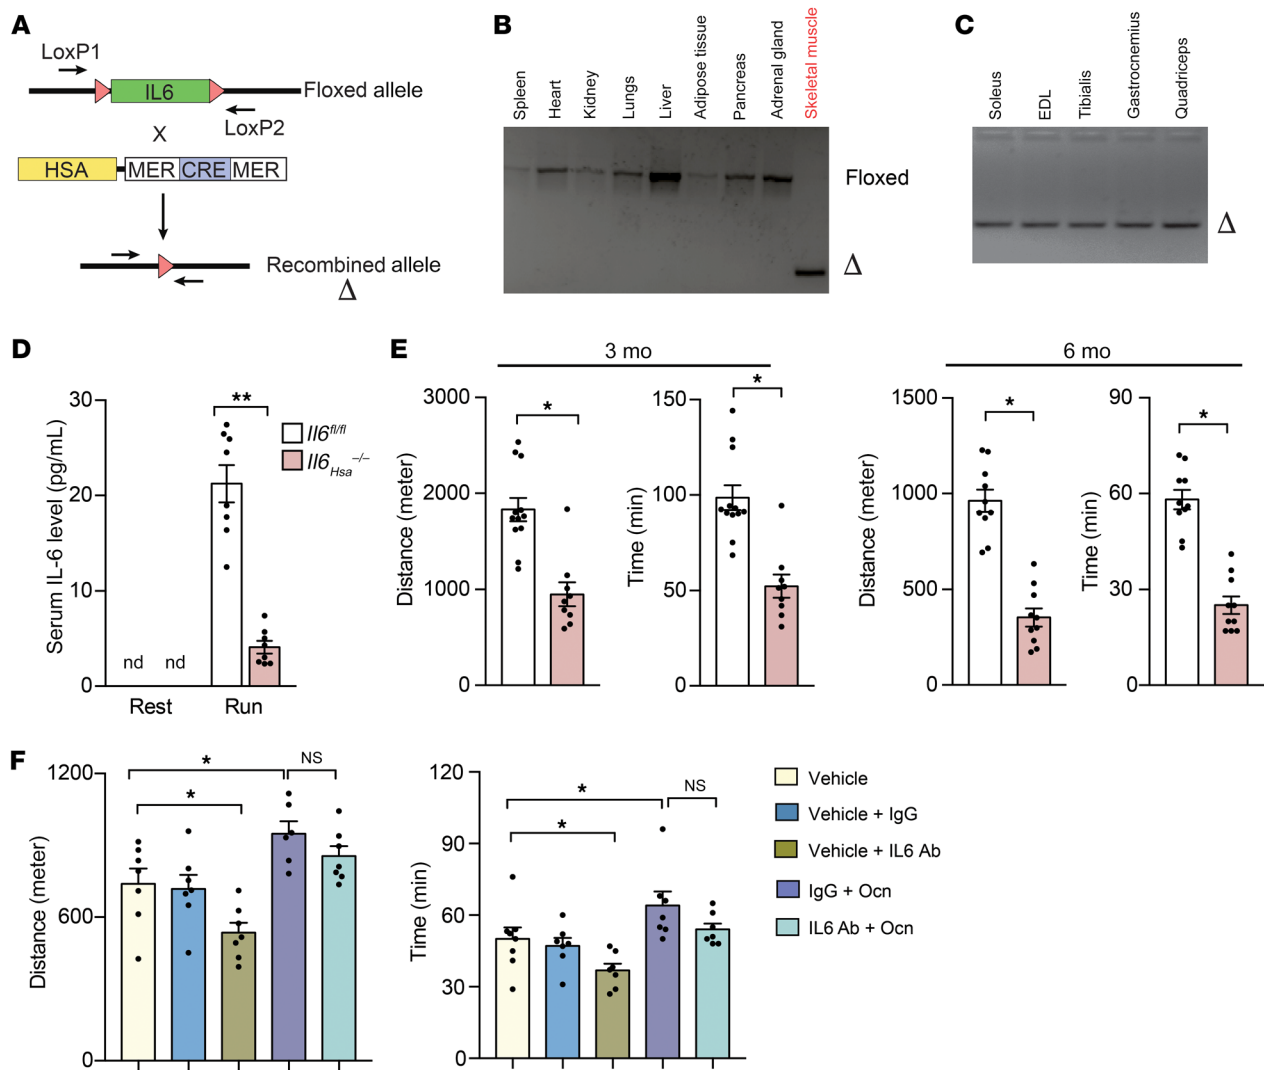 A
LoxP1
IL6
Floxed allele
LoxP2
X
HSA
MER
CRE
MER
Recombined allele
Δ
B
Spleen
Heart
Kidney
Lungs
Liver
Adipose tissue
Pancreas
Adrenal gland
Skeletal muscle
Floxed
Δ
C
Soleus
EDL
Tibialis
Gastrocnemius
Quadriceps
Δ
D
Serum IL-6 level (pg/mL)
30
20
10
0
nd
nd
**
Rest
Run
Il6fl/fl
Il6Hsa–/–
E
3 mo
Distance (meter)
3000
2000
1000
0
*
Time (min)
150
100
50
0
*
6 mo
Distance (meter)
1500
1000
500
0
*
Time (min)
90
60
30
0
*
F
Distance (meter)
1200
600
0
*
*
NS
Time (min)
120
90
60
30
0
*
*
NS
Vehicle
Vehicle + IgG
Vehicle + IL6 Ab
IgG + Ocn
IL6 Ab + Ocn